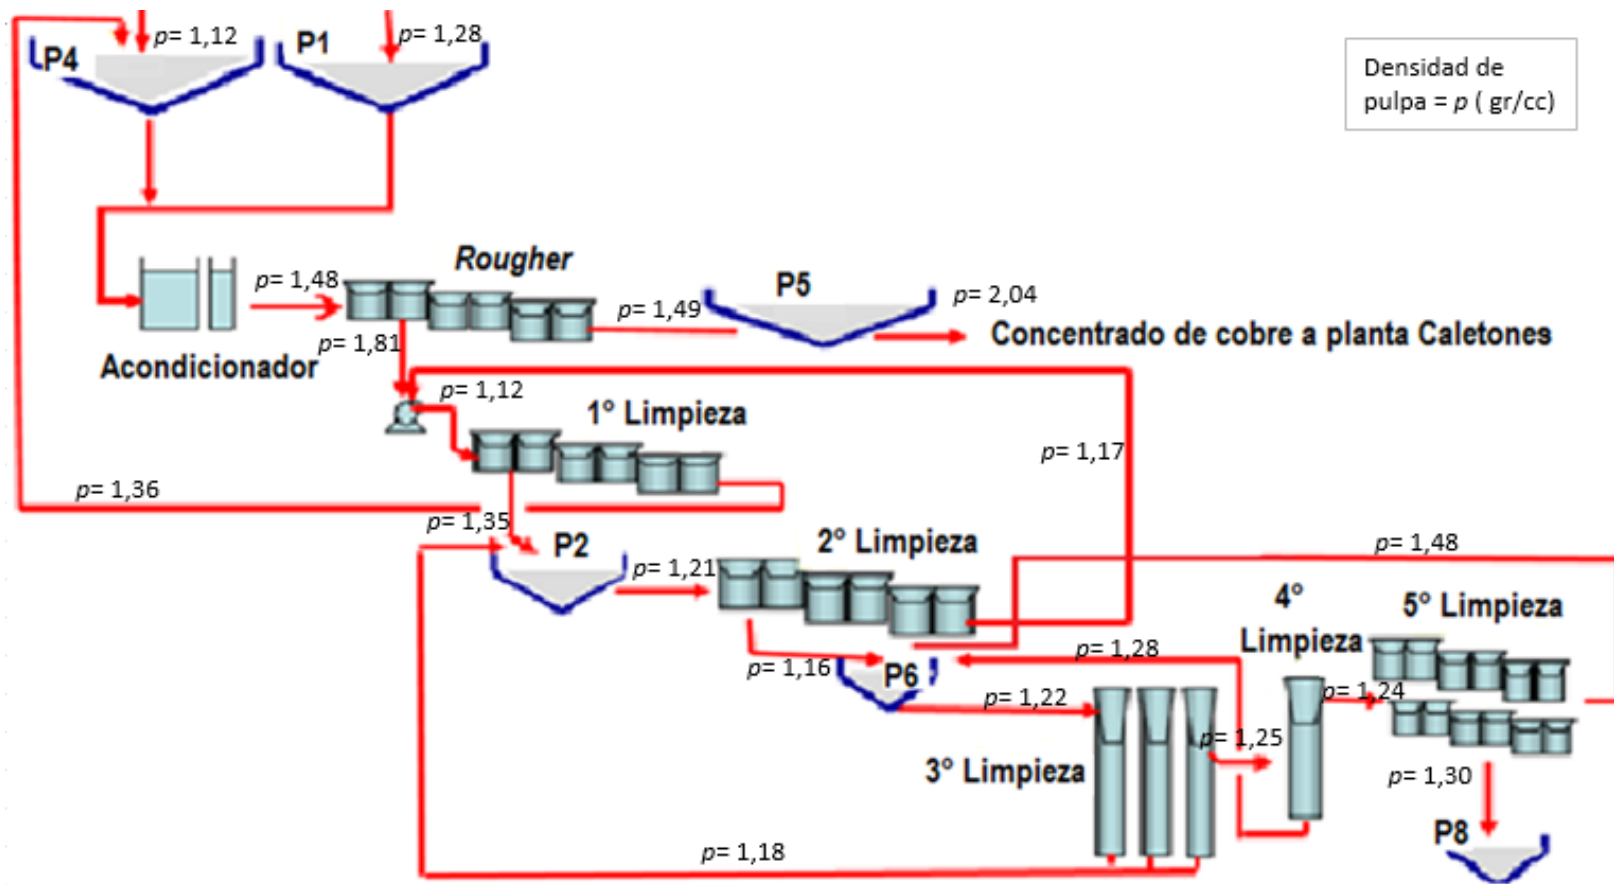 p= 1,12
P1
p= 1,28
P4
Densidad de
pulpa = p ( gr/cc)
Rougher
p= 1,48
P5
p= 2,04
p= 1,49
Concentrado de cobre a planta Caletones
p= 1,81
Acondicionador
p= 1,12
1° Limpieza
p= 1,17
p= 1,36
p= 1,35
P2
2° Limpieza
p= 1,48
p= 1,21
4°
Limpieza
5° Limpieza
p= 1,28
p= 1,16
P6
p= 1,22
p= 1,24
p= 1,25
3° Limpieza
p= 1,30
P8
p= 1,18